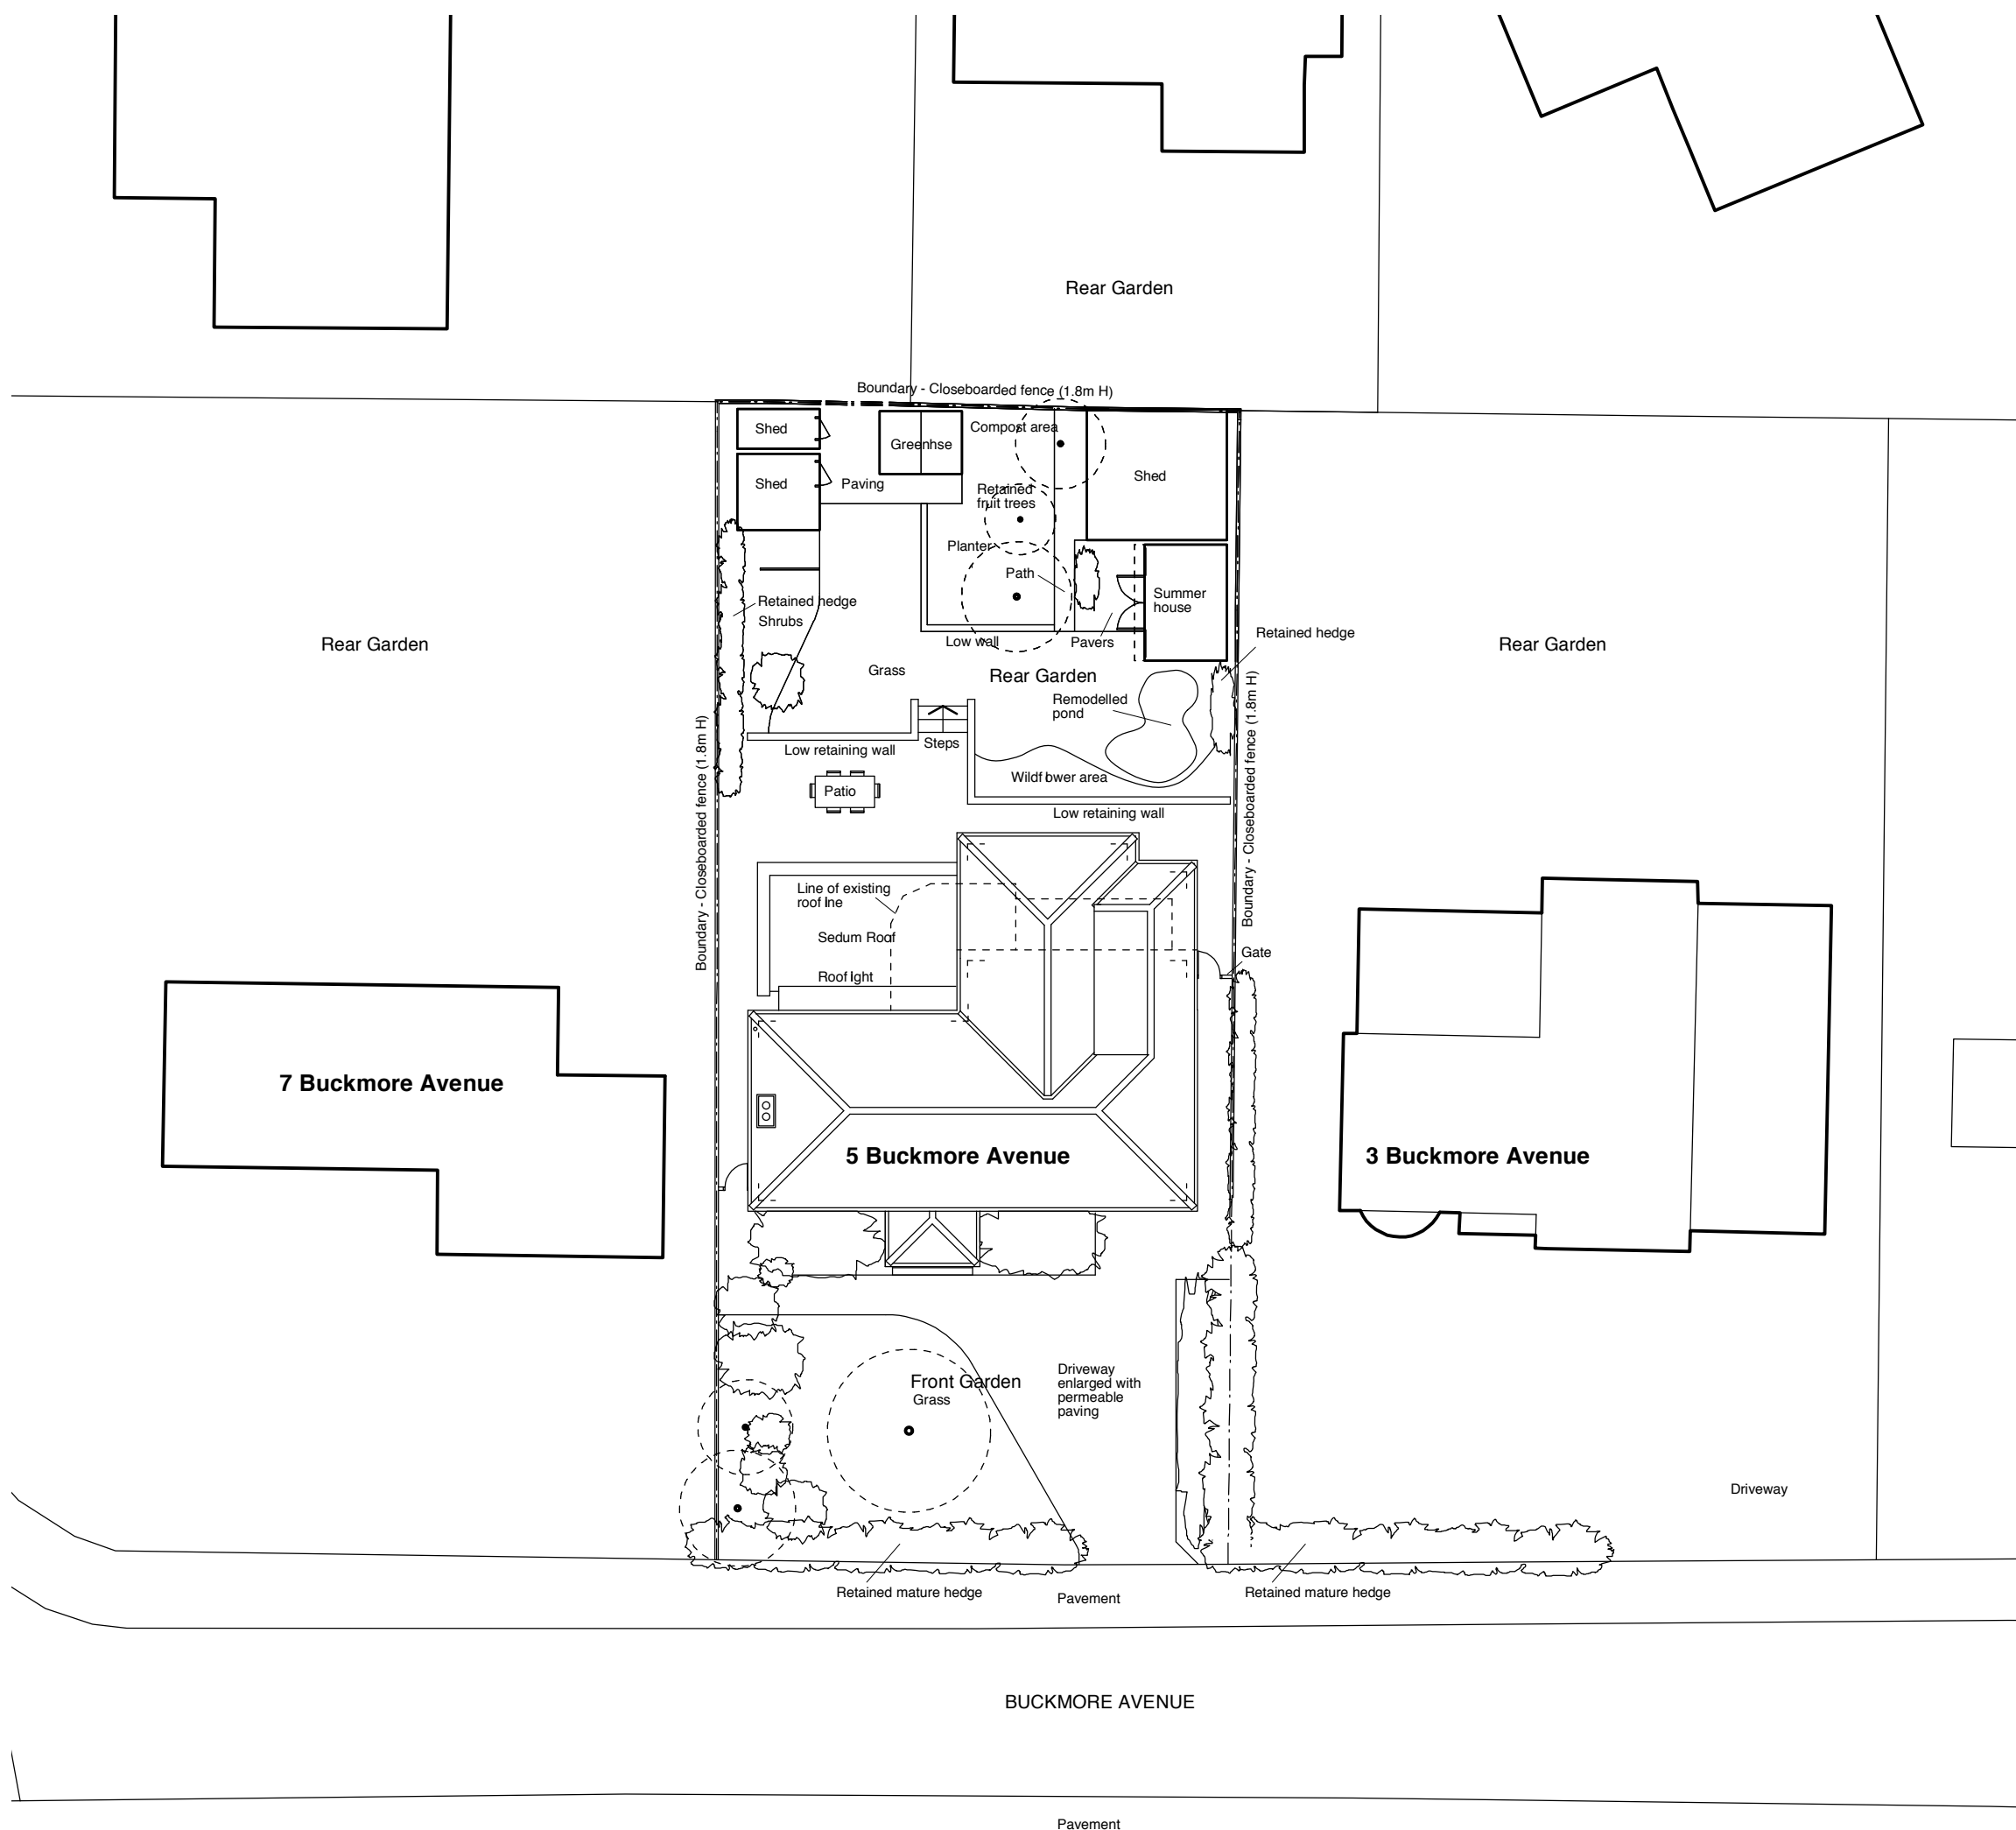 Rear Garden
Boundary - Closeboarded fence (1.8m H)
Shed
Greenhse
Compost area
Shed
Shed
Paving
Retained
fruit trees
Planter
Path
Summer
house
Retained hedge
Shrubs
Low wall
Pavers
Retained hedge
Rear Garden
Grass
Rear Garden
Rear Garden
Remodelled
pond
Steps
Low retaining wall
Wildf ower area
Patio
Low retaining wall
Boundary - Closeboarded fence (1.8m H)
Boundary - Closeboarded fence (1.8m H)
Line of existing
roof lne
Sedum Roof
Roof ight
Gate
7 Buckmore Avenue
5 Buckmore Avenue
3 Buckmore Avenue
Front Garden
Grass
Driveway
enlarged with
permeable
paving
Driveway
Retained mature hedge
Pavement
Retained mature hedge
BUCKMORE AVENUE
Pavement